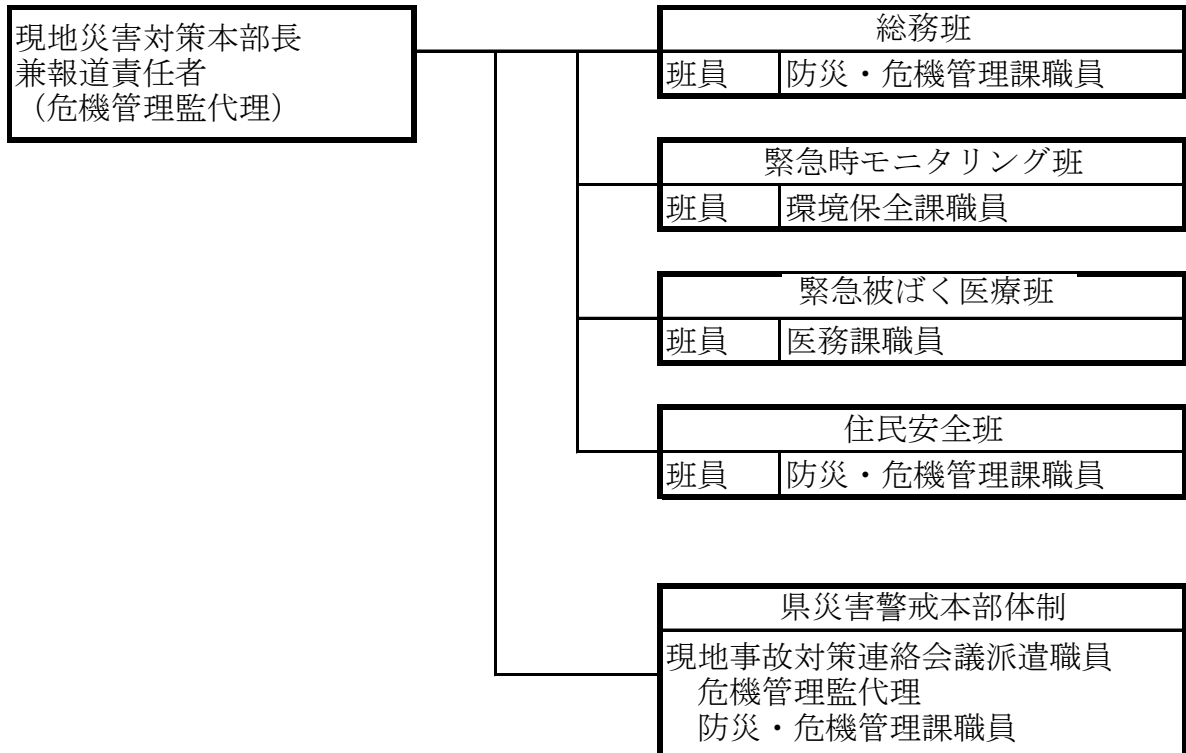 現地災害対策本部長
兼報道責任者
（危機管理監代理）
総務班
班員 防災・危機管理課職員
緊急時モニタリング班
班員 環境保全課職員
緊急被ばく医療班
班員 医務課職員
住民安全班
班員 防災・危機管理課職員
県災害警戒本部体制
現地事故対策連絡会議派遣職員
危機管理監代理
防災・危機管理課職員